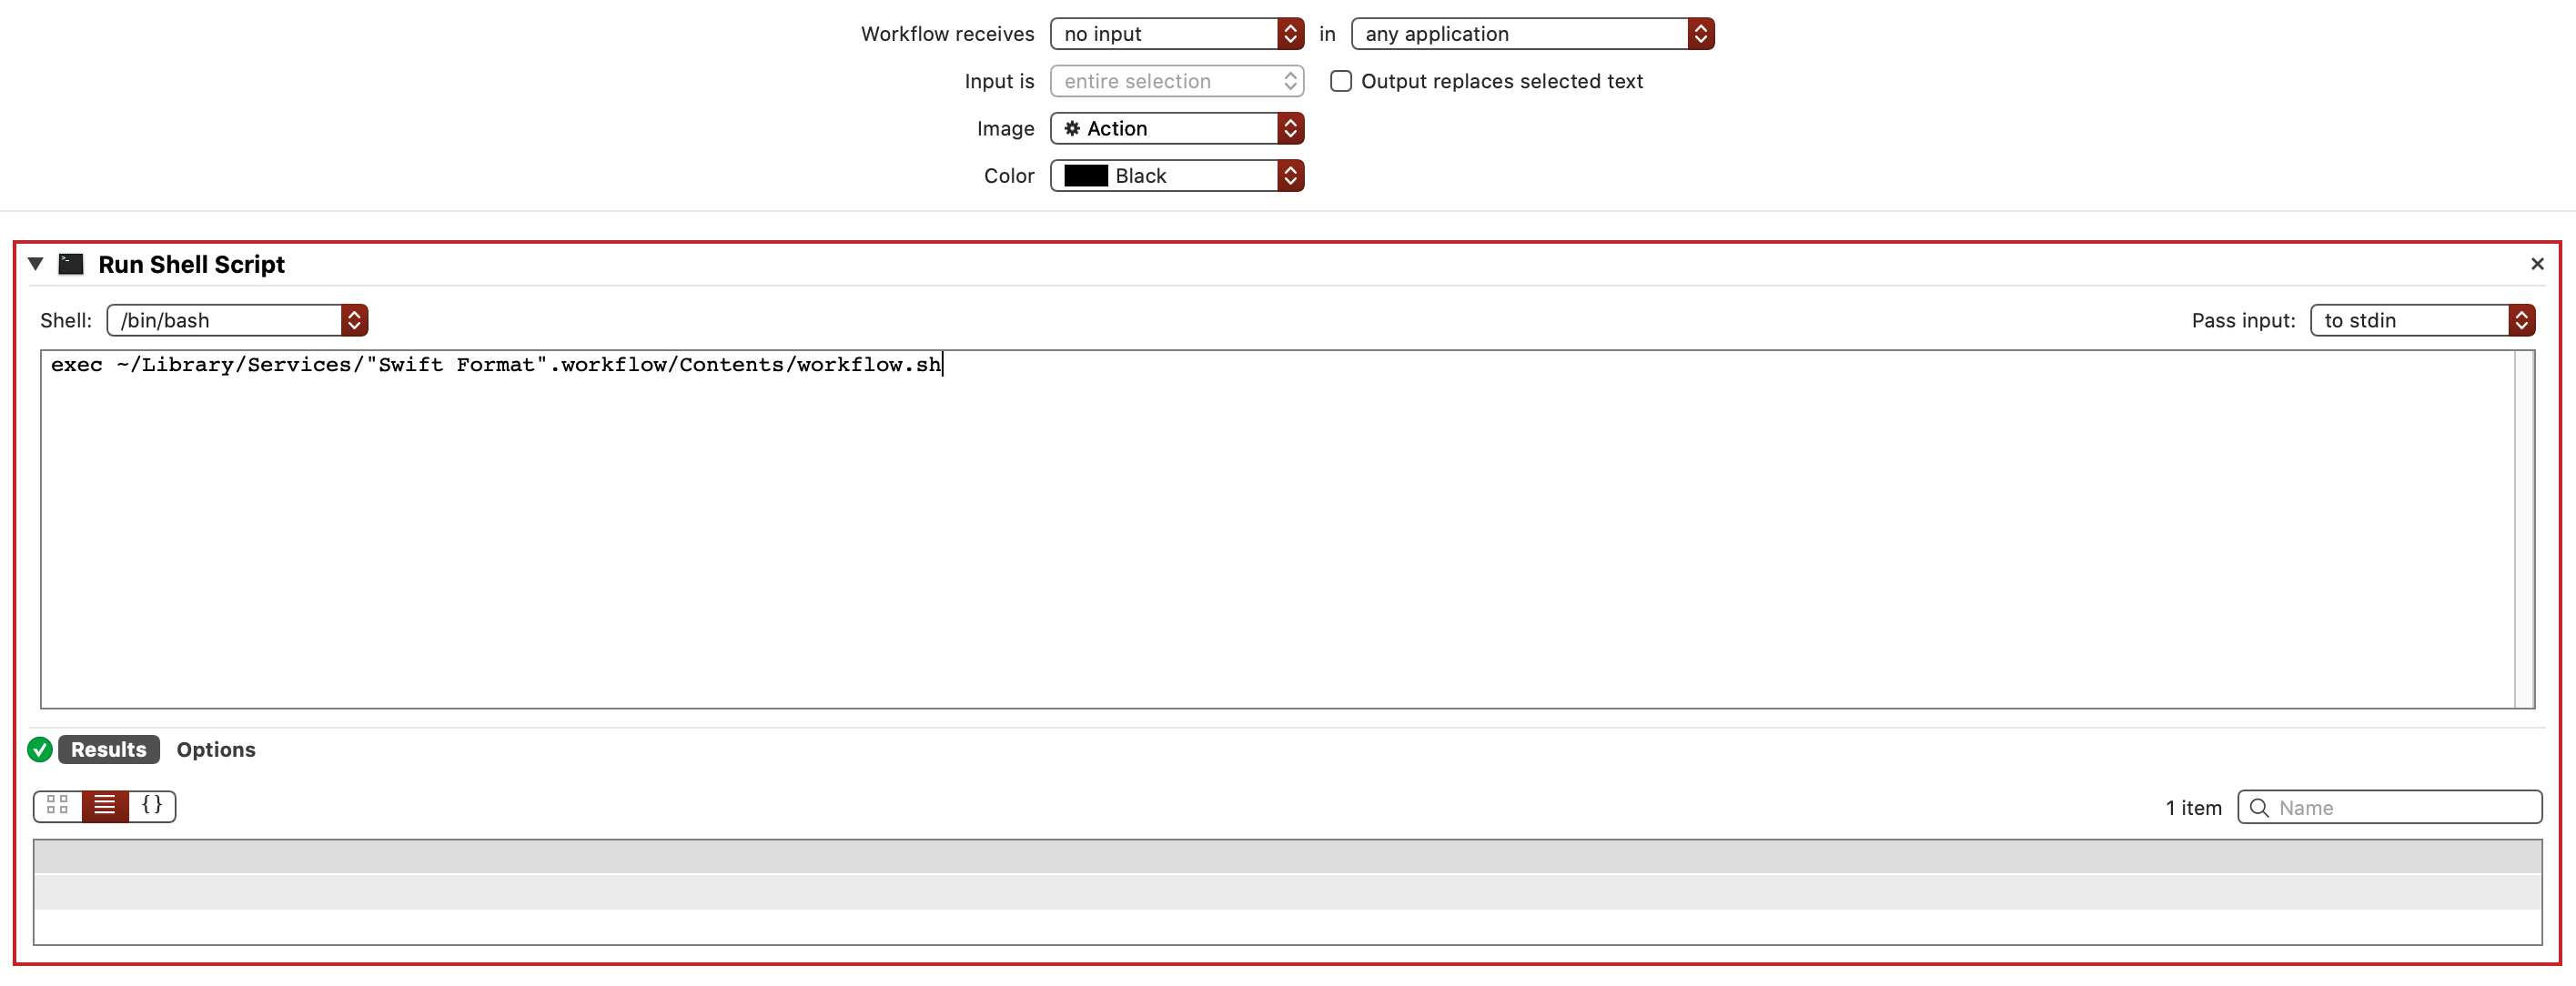 Workflow receives no input in any application
Input is entire selection Output replaces selected text
Image Action
Color Black
Run Shell Script
Shell: /bin/bash Pass input: to stdin
exec ~/Library/Services/"Swift Format".workflow/Contents/workflow.sh
Results Options
{} 1 item Name